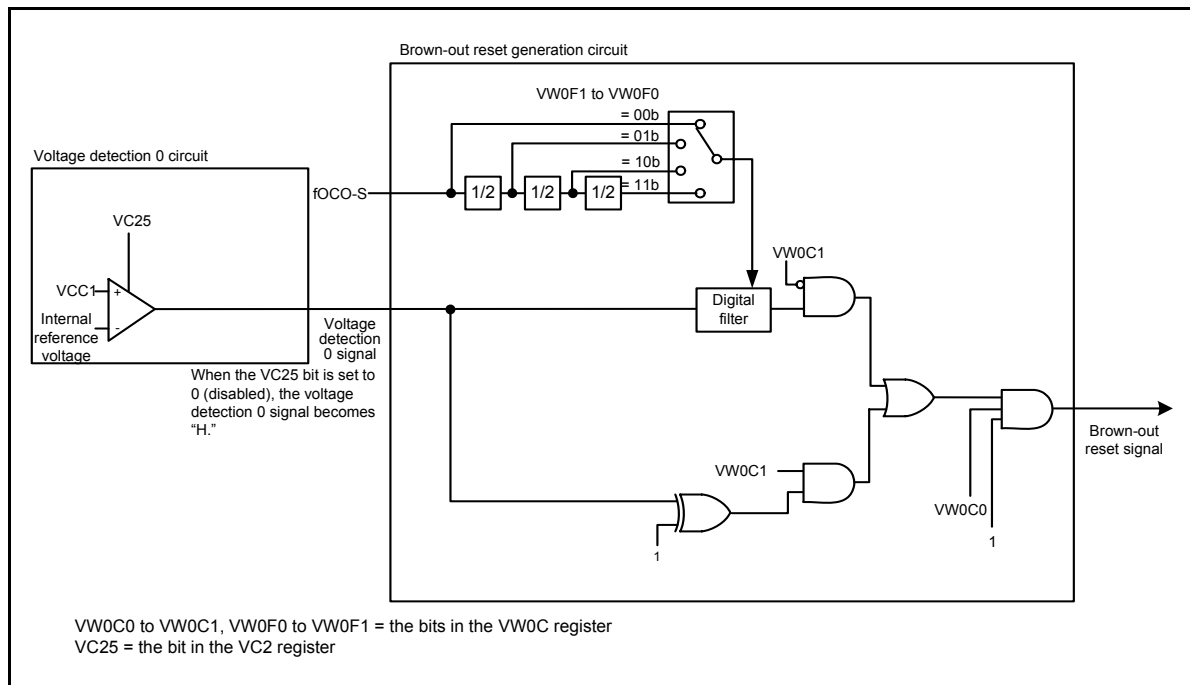 Brown-out reset generation circuit
VW0F1 to VW0F0
= 00b
= 01b
= 10b
= 11b
Voltage detection 0 circuit
fOCO-S
1/2
1/2
1/2
VC25
VW0C1
VCC1
+
-
Internal
reference
voltage
Digital
filter
Voltage
detection
0 signal
When the VC25 bit is set to
0 (disabled), the voltage
detection 0 signal becomes
“H.”
Brown-out
reset signal
VW0C1
VW0C0
1
1
VW0C0 to VW0C1, VW0F0 to VW0F1 = the bits in the VW0C register
VC25 = the bit in the VC2 register